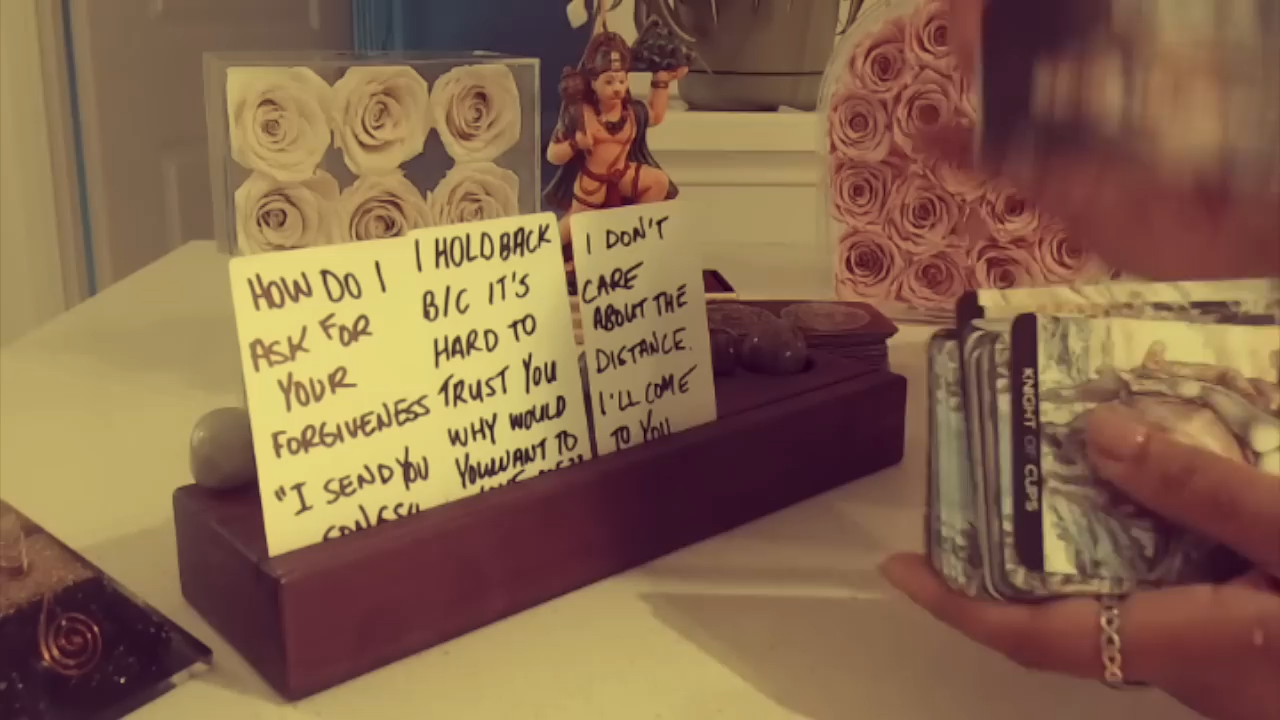 HOW DO I
ASK FOR
YOUR
FORGIVENESS
"I SEND YOU
I HOLD BACK
B/C IT'S
HARD TO
TRUST YOU
WHY WOULD
YOU WANT TO
I DON'T
CARE
ABOUT THE
DISTANCE.
I'LL COME
TO YOU
KNIGHT OF CUPS